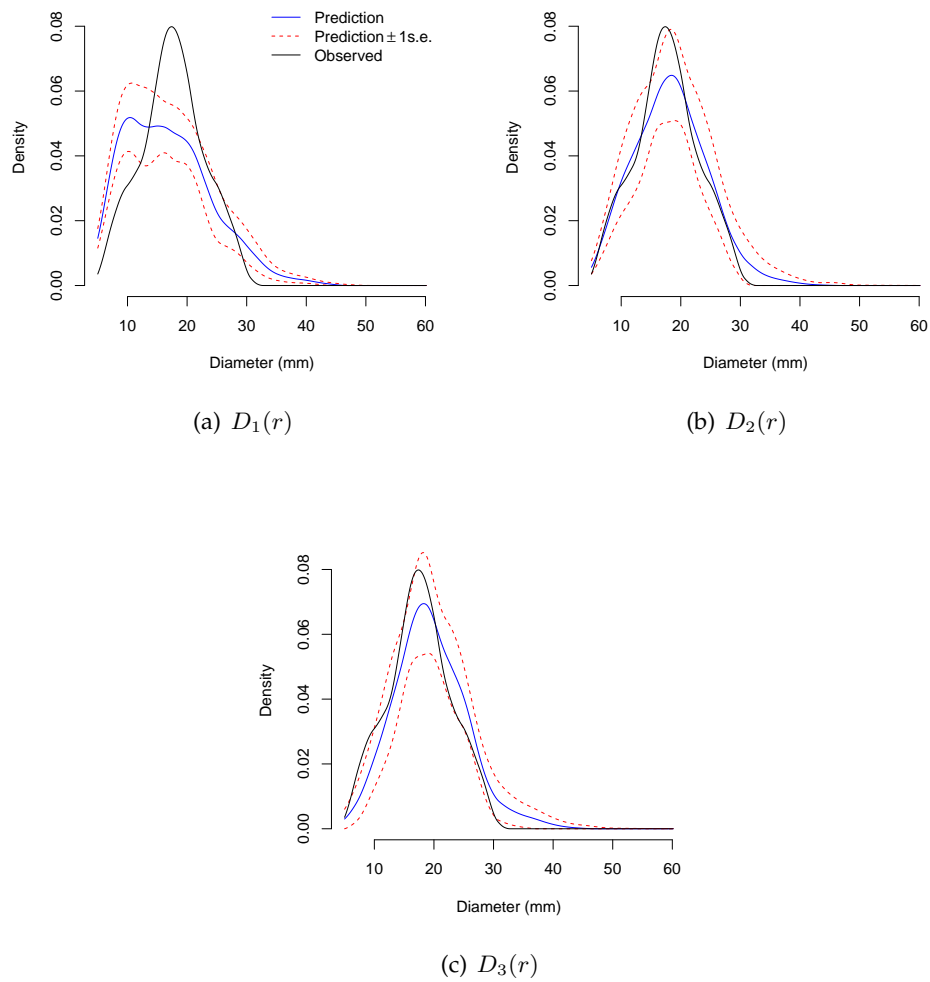 Prediction
Prediction ± 1s.e.
Observed
Density
0.00 0.02 0.04 0.06 0.08
10 20 30 40 50 60
Diameter (mm)
(a) D₁(r)
Density
0.00 0.02 0.04 0.06 0.08
10 20 30 40 50 60
Diameter (mm)
(b) D₂(r)
Density
0.00 0.02 0.04 0.06 0.08
10 20 30 40 50 60
Diameter (mm)
(c) D₃(r)